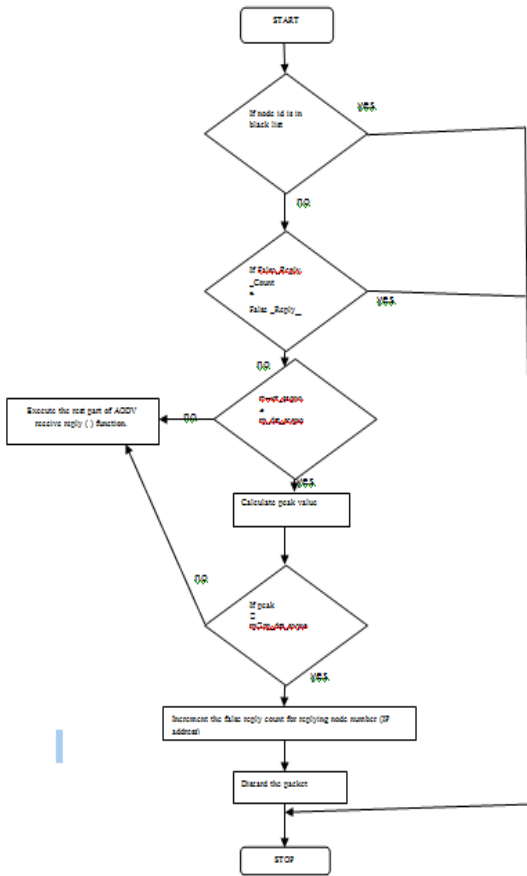 START
If node id is in
black list
yes
no
If False_Reply
_Count
False _Reply_
yes
no
Execute the rest part of AODV
receive reply ( ) function.
no
yes
Calculate peak value
no
If peak
yes
Increment the false reply count for replying node number (IP
address)
Discard the packet
STOP